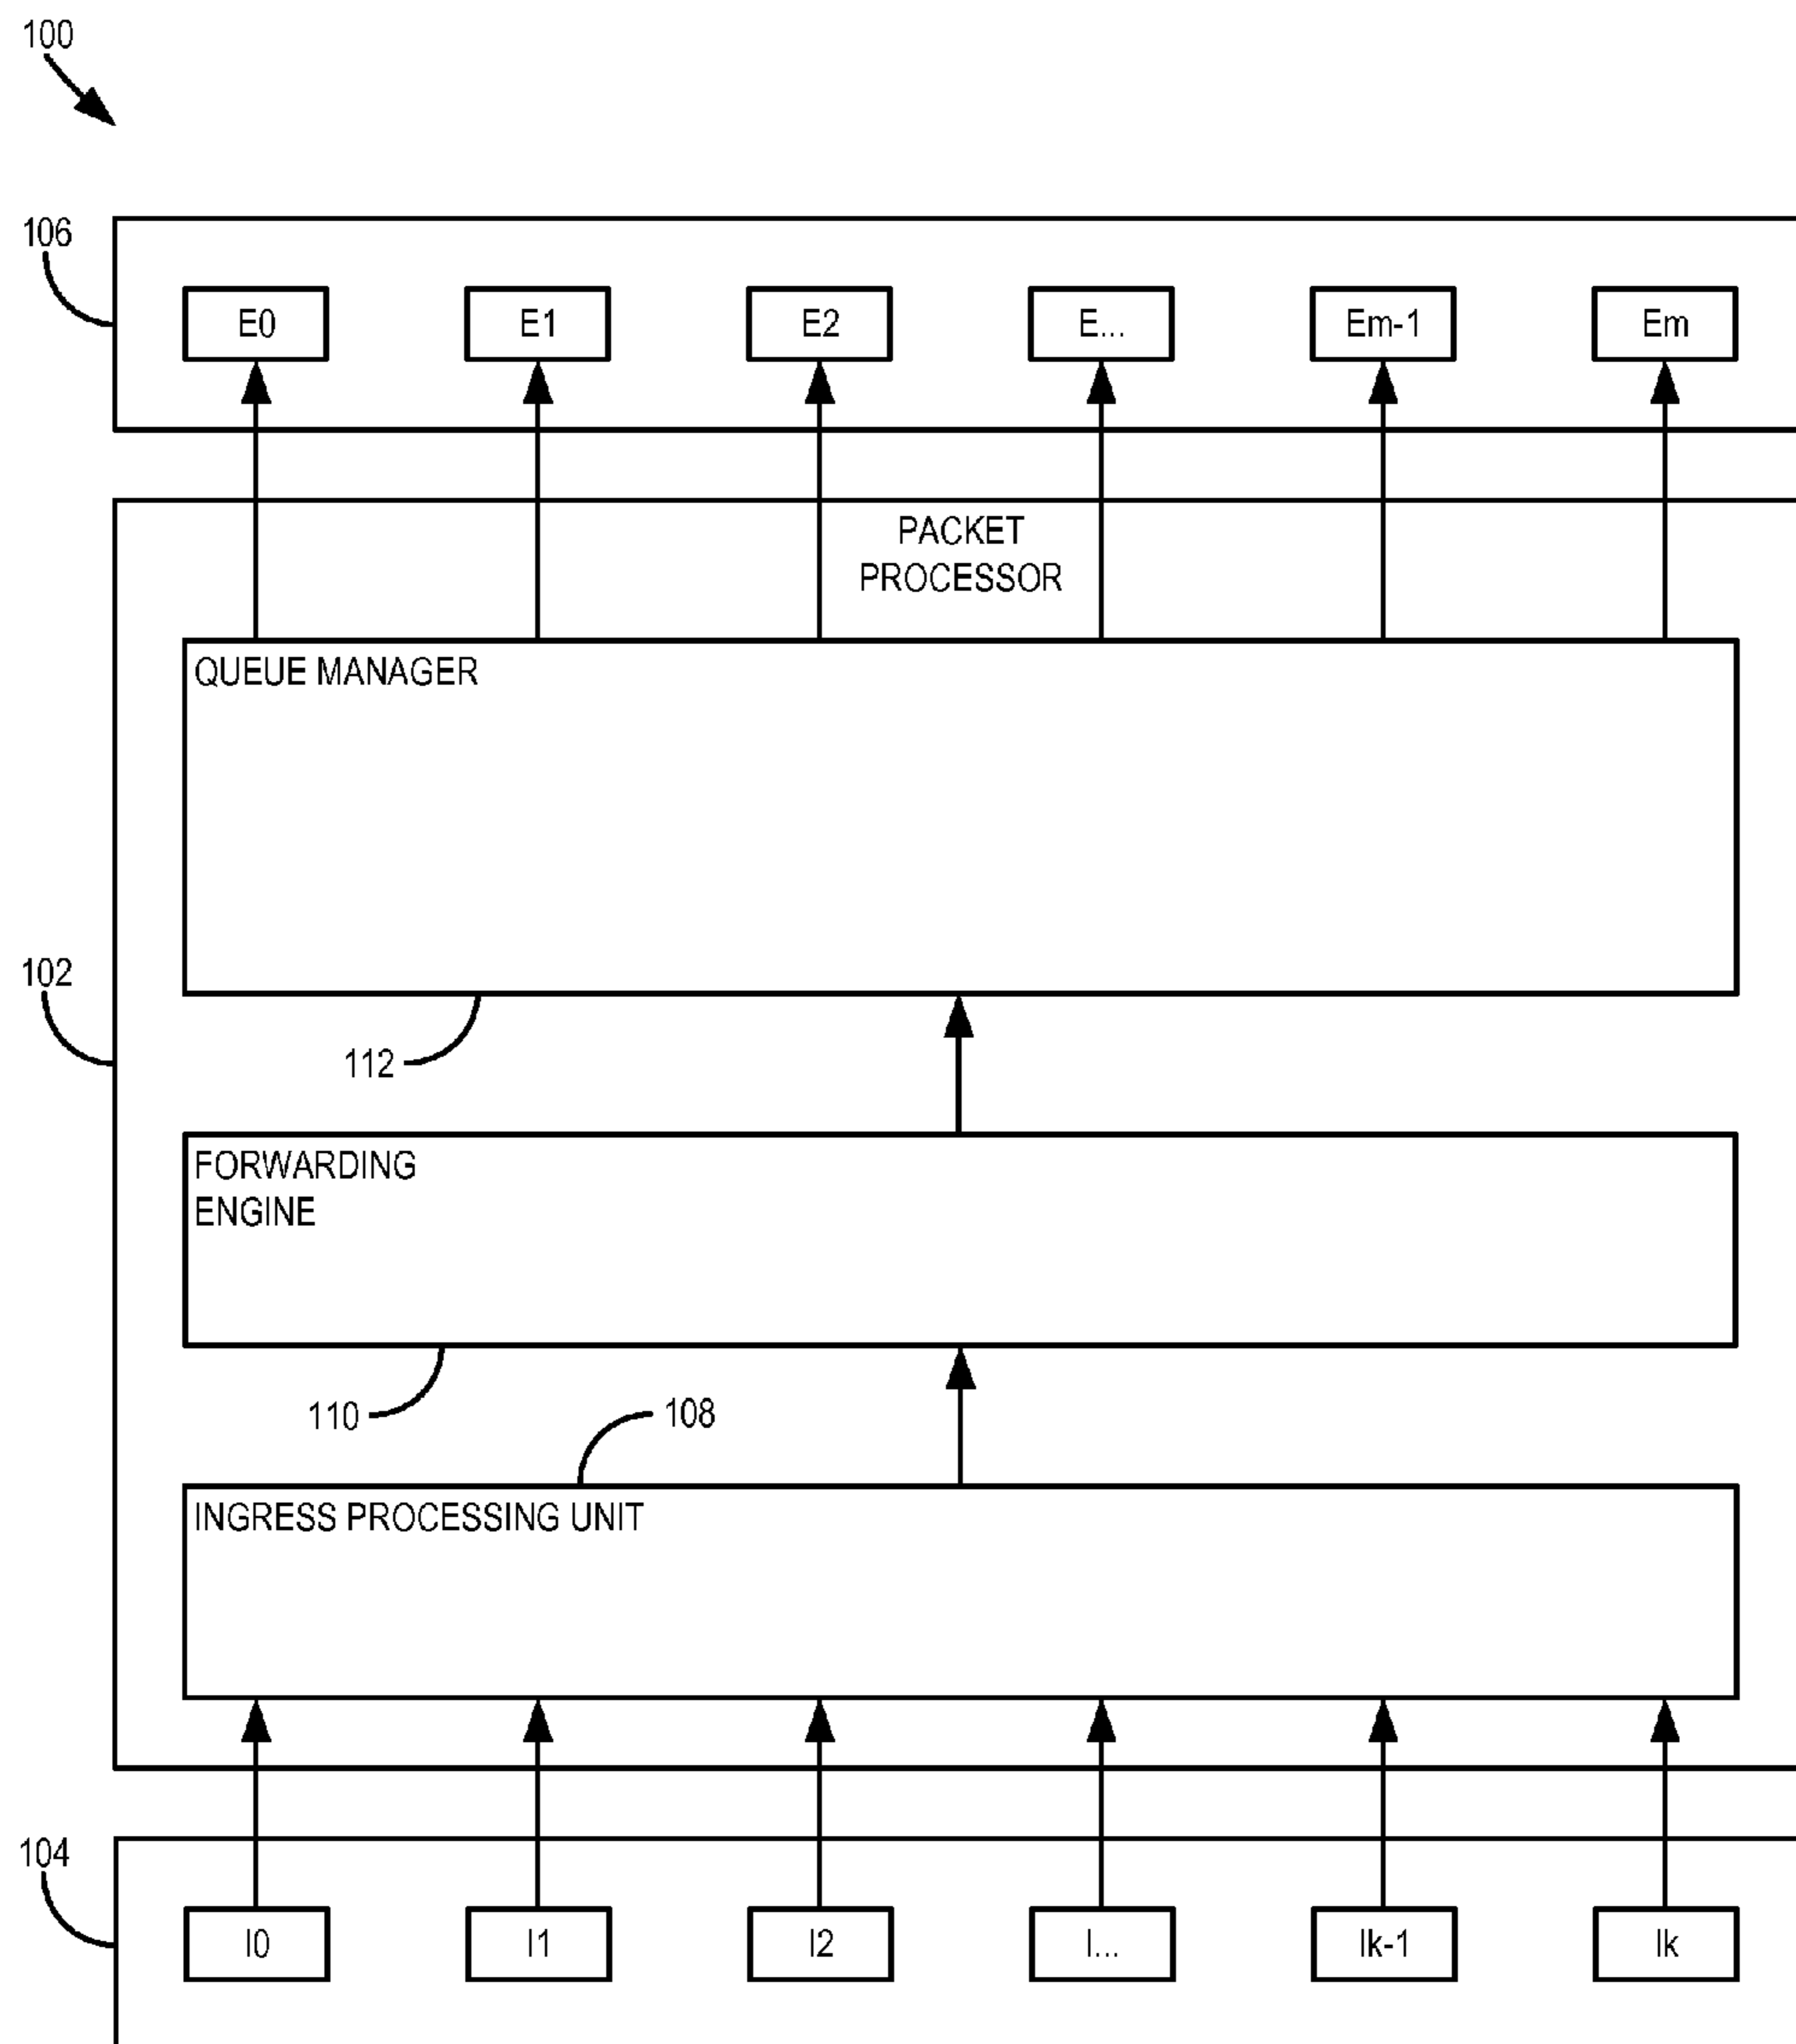 100
106
E0
E1
E2
E...
Em-1
Em
PACKET
PROCESSOR
QUEUE MANAGER
102
112
FORWARDING
ENGINE
110
108
INGRESS PROCESSING UNIT
104
I0
I1
I2
I...
Ik-1
Ik